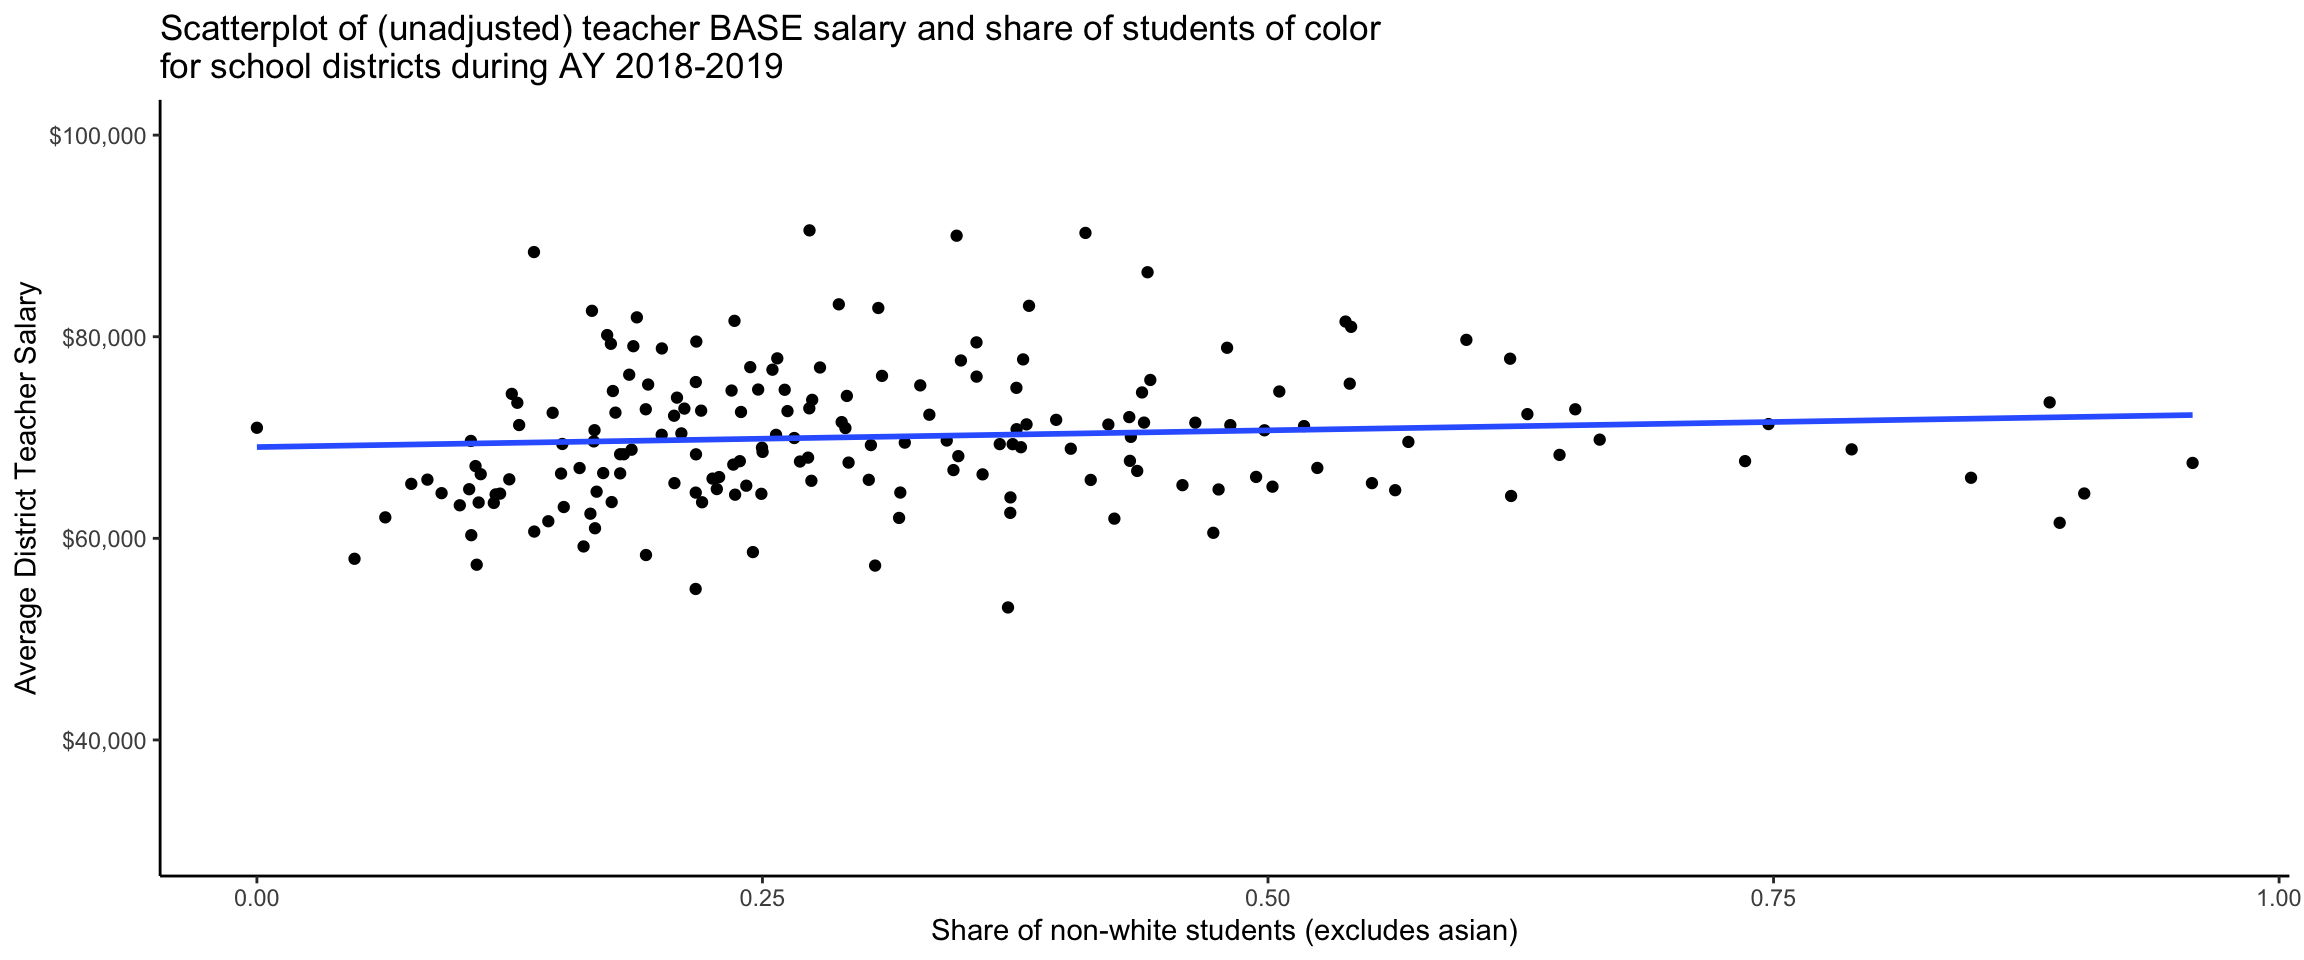 Scatterplot of (unadjusted) teacher BASE salary and share of students of color
for school districts during AY 2018-2019
Average District Teacher Salary
$100,000
$80,000
$60,000
$40,000
0.00
0.25
0.50
0.75
1.00
Share of non-white students (excludes asian)